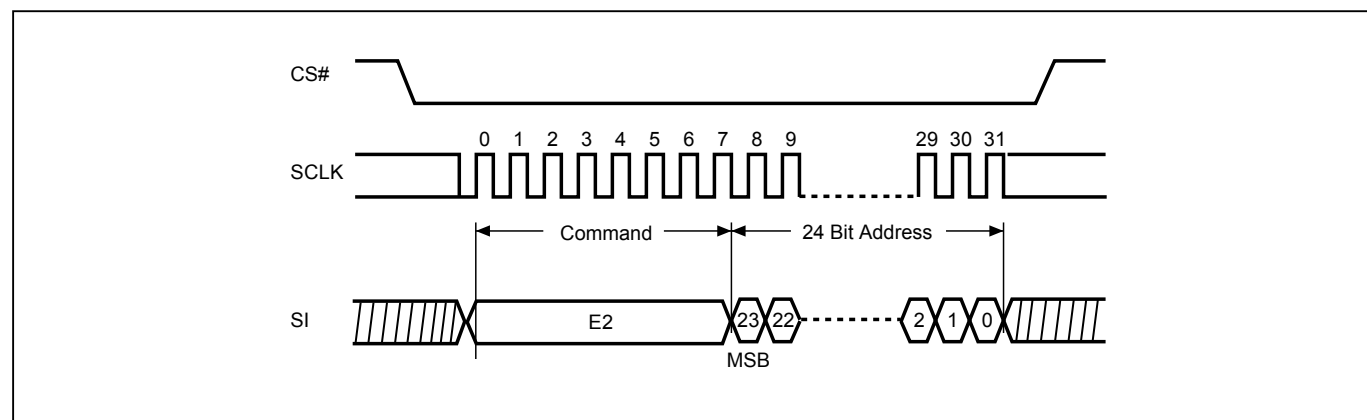 CS#
0 1 2 3 4 5 6 7 8 9 29 30 31
SCLK
Command 24 Bit Address
SI E2 23 22 2 1 0
MSB